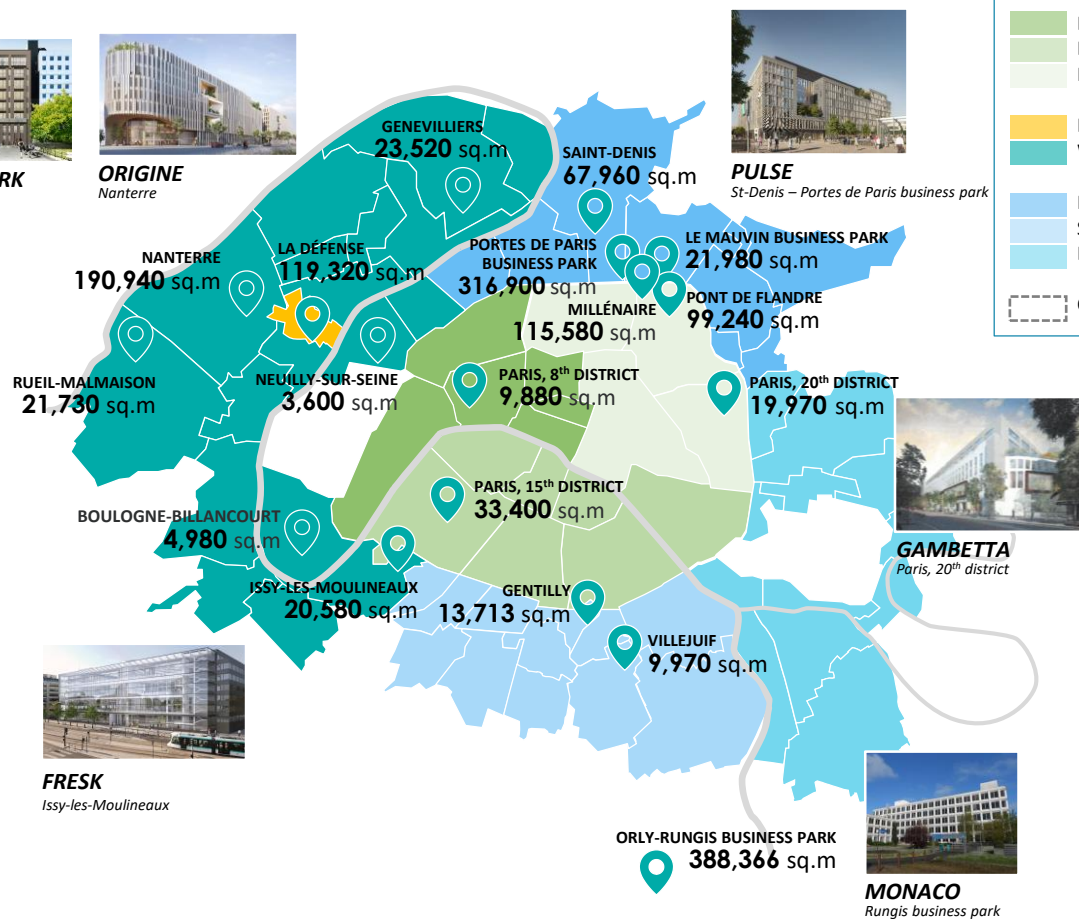 RK
ORIGINE
Nanterre
PULSE
St-Denis – Portes de Paris business park
GENEVILLIERS
23,520 sq.m
SAINT-DENIS
67,960 sq.m
NANTERRE
190,940 sq.m
LA DÉFENSE
119,320 sq.m
PORTES DE PARIS
BUSINESS PARK
316,900 sq.m
LE MAUVIN BUSINESS PARK
21,980 sq.m
MILLÉNAIRE
115,580 sq.m
PONT DE FLANDRE
99,240 sq.m
RUEIL-MALMAISON
21,730 sq.m
NEUILLY-SUR-SEINE
3,600 sq.m
PARIS, 8th DISTRICT
9,880 sq.m
PARIS, 20th DISTRICT
19,970 sq.m
PARIS, 15th DISTRICT
33,400 sq.m
BOULOGNE-BILLANCOURT
4,980 sq.m
GAMBETTA
Paris, 20th district
ISSY-LES-MOULINEAUX
20,580 sq.m
GENTILLY
13,713 sq.m
VILLEJUIF
9,970 sq.m
FRESK
Issy-les-Moulineaux
ORLY-RUNGIS BUSINESS PARK
388,366 sq.m
MONACO
Rungis business park